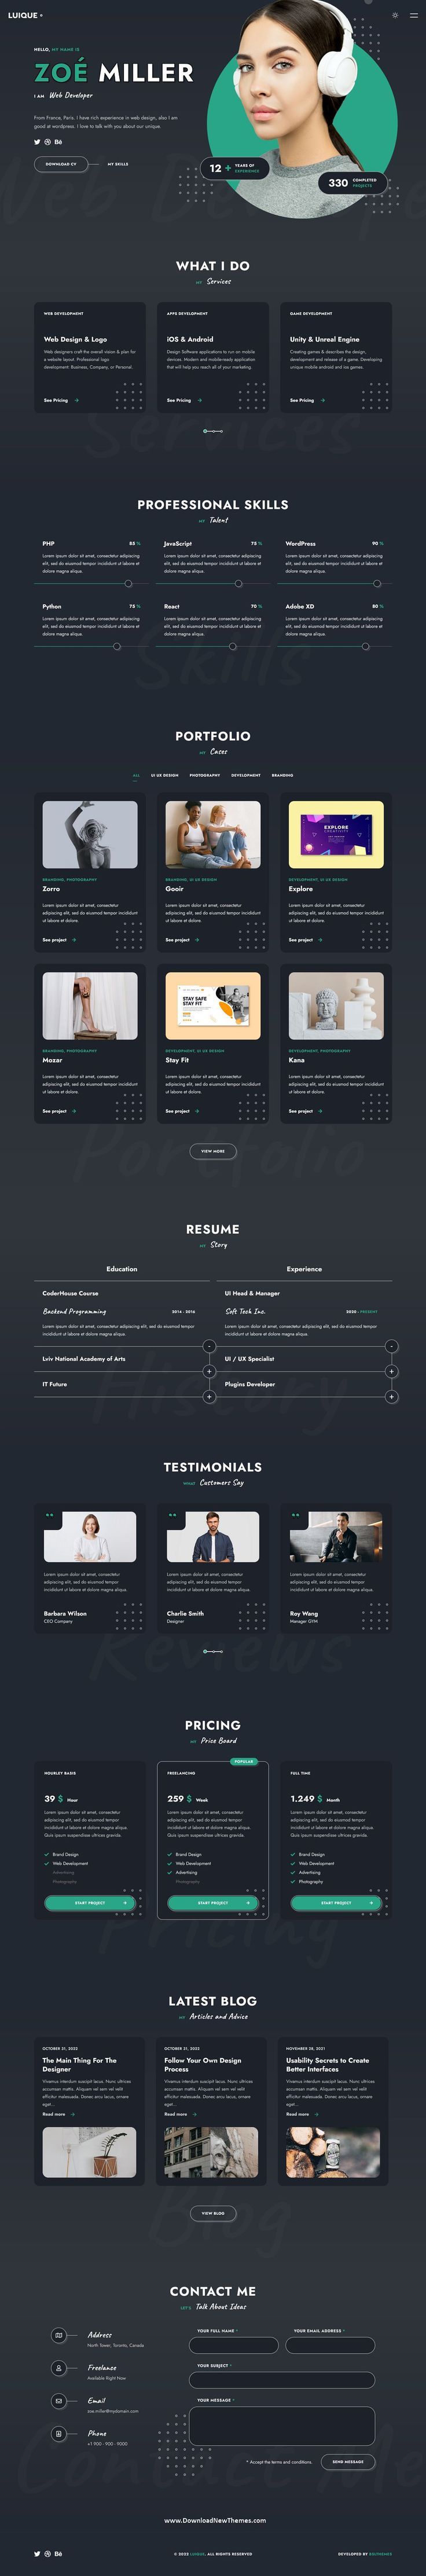 LUIQUE
HELLO, MY NAME IS
ZOÉ MILLER
I AM Web Developer
From France, Paris. I have rich experience in web design, also I am
good at wordpress. I love to talk with you about our unique.
Bē
DOWNLOAD CV MY SKILLS
12 + YEARS OF EXPERIENCE
330 COMPLETED PROJECTS
WHAT I DO
MY Services
WEB DEVELOPMENT
Web Design & Logo
Web designers craft the overall vision & plan for
a website layout. Professional logo
development: Business, Company, or Personal.
See Pricing
APPS DEVELOPMENT
iOS & Android
Design Software applications to run on mobile
devices. Modern and mobile-ready application
that will help you reach all of your marketing.
See Pricing
GAME DEVELOPMENT
Unity & Unreal Engine
Creating games & describes the design,
development and release of a game. Developing
unique mobile android and ios games.
See Pricing
Services
PROFESSIONAL SKILLS
MY Talent
PHP 85 %
Lorem ipsum dolor sit amet, consectetur adipiscing
elit, sed do eiusmod tempor incididunt ut labore et
dolore magna aliqua.
JavaScript 75 %
Lorem ipsum dolor sit amet, consectetur adipiscing
elit, sed do eiusmod tempor incididunt ut labore et
dolore magna aliqua.
WordPress 90 %
Lorem ipsum dolor sit amet, consectetur adipiscing
elit, sed do eiusmod tempor incididunt ut labore et
dolore magna aliqua.
Python 75 %
Lorem ipsum dolor sit amet, consectetur adipiscing
elit, sed do eiusmod tempor incididunt ut labore et
dolore magna aliqua.
React 70 %
Lorem ipsum dolor sit amet, consectetur adipiscing
elit, sed do eiusmod tempor incididunt ut labore et
dolore magna aliqua.
Adobe XD 80 %
Lorem ipsum dolor sit amet, consectetur adipiscing
elit, sed do eiusmod tempor incididunt ut labore et
dolore magna aliqua.
Skills
PORTFOLIO
MY Cases
ALL UI UX DESIGN PHOTOGRAPHY DEVELOPMENT BRANDING
BRANDING, PHOTOGRAPHY
Zorro
Lorem ipsum dolor sit amet, consectetur
adipiscing elit, sed do eiusmod tempor incididunt
ut labore et dolore.
See project
BRANDING, UI UX DESIGN
Gooir
Lorem ipsum dolor sit amet, consectetur
adipiscing elit, sed do eiusmod tempor incididunt
ut labore et dolore.
See project
EXPLORE
CREATIVITY
DEVELOPMENT, UI UX DESIGN
Explore
Lorem ipsum dolor sit amet, consectetur
adipiscing elit, sed do eiusmod tempor incididunt
ut labore et dolore.
See project
BRANDING, PHOTOGRAPHY
Mozar
Lorem ipsum dolor sit amet, consectetur
adipiscing elit, sed do eiusmod tempor incididunt
ut labore et dolore.
See project
STAY SAFE
STAY FIT
DEVELOPMENT, UI UX DESIGN
Stay Fit
Lorem ipsum dolor sit amet, consectetur
adipiscing elit, sed do eiusmod tempor incididunt
ut labore et dolore.
See project
DEVELOPMENT, PHOTOGRAPHY
Kana
Lorem ipsum dolor sit amet, consectetur
adipiscing elit, sed do eiusmod tempor incididunt
ut labore et dolore.
See project
VIEW MORE
Portfolio
RESUME
MY Story
Education
CoderHouse Course
Backend Programming 2014 - 2016
Lorem ipsum dolor sit amet, consectetur adipiscing elit, sed do eiusmod tempor
incididunt ut labore et dolore magna aliqua.
Lviv National Academy of Arts
IT Future
Experience
UI Head & Manager
Soft Tech Inc. 2020 - PRESENT
Lorem ipsum dolor sit amet, consectetur adipiscing elit, sed do eiusmod tempor
incididunt ut labore et dolore magna aliqua.
UI / UX Specialist
Plugins Developer
History
TESTIMONIALS
WHAT Customers Say
Lorem ipsum dolor sit amet, consectetur
adipiscing elit, sed do eiusmod tempor
incididunt ut labore et dolore magna.
Barbara Wilson
CEO Company
Lorem ipsum dolor sit amet, consectetur
adipiscing elit, sed do eiusmod tempor
incididunt ut labore et dolore magna.
Charlie Smith
Designer
Lorem ipsum dolor sit amet, consectetur
adipiscing elit, sed do eiusmod tempor
incididunt ut labore et dolore magna.
Roy Wang
Manager GYM
Reviews
PRICING
MY Price Board
HOURLEY BASIS
39 $ Hour
Lorem ipsum dolor sit amet, consectetur
adipiscing elit, sed do eiusmod tempor
incididunt ut labore et dolore magna aliqua.
Quis ipsum suspendisse ultrices gravida.
Brand Design
Web Development
Advertising
Photography
START PROJECT
POPULAR
FREELANCING
259 $ Week
Lorem ipsum dolor sit amet, consectetur
adipiscing elit, sed do eiusmod tempor
incididunt ut labore et dolore magna aliqua.
Quis ipsum suspendisse ultrices gravida.
Brand Design
Web Development
Advertising
Photography
START PROJECT
FULL TIME
1.249 $ Month
Lorem ipsum dolor sit amet, consectetur
adipiscing elit, sed do eiusmod tempor
incididunt ut labore et dolore magna aliqua.
Quis ipsum suspendisse ultrices gravida.
Brand Design
Web Development
Advertising
Photography
START PROJECT
Pricing
LATEST BLOG
MY Articles and Advice
OCTOBER 31, 2022
The Main Thing For The
Designer
Vivamus interdum suscipit lacus. Nunc ultrices
accumsan mattis. Aliquam vel sem vel velit
efficitur malesuada. Donec arcu lacus, ornare
eget...
Read more
OCTOBER 31, 2022
Follow Your Own Design
Process
Vivamus interdum suscipit lacus. Nunc ultrices
accumsan mattis. Aliquam vel sem vel velit
efficitur malesuada. Donec arcu lacus, ornare
eget...
Read more
NOVEMBER 28, 2021
Usability Secrets to Create
Better Interfaces
Vivamus interdum suscipit lacus. Nunc ultrices
accumsan mattis. Aliquam vel sem vel velit
efficitur malesuada. Donec arcu lacus, ornare
eget...
Read more
VIEW BLOG
Blog
CONTACT ME
LET'S Talk About Ideas
Address
North Tower, Toronto, Canada
Freelance
Available Right Now
Email
zoe.miller@mydomain.com
Phone
+1 900 - 900 - 9000
YOUR FULL NAME *
YOUR EMAIL ADDRESS *
YOUR SUBJECT *
YOUR MESSAGE *
* Accept the terms and conditions.
SEND MESSAGE
Contact Me
www.DownloadNewThemes.com
Bē
© 2022 LUIQUE. ALL RIGHTS RESERVED
DEVELOPED BY BSLTHEMES